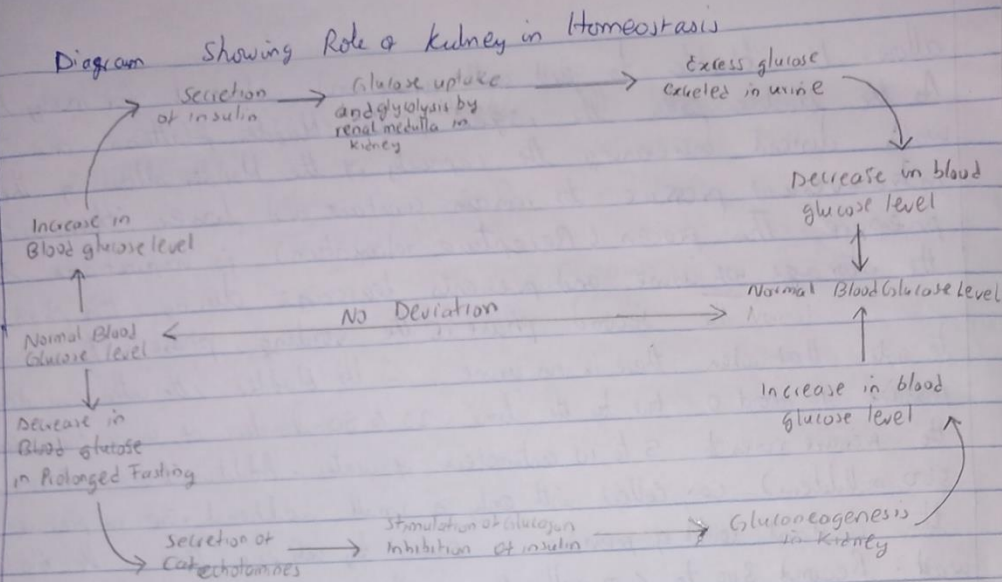 Diagram Showing Role of Kidney in Homeostasis
Secretion
of insulin
Glucose uptake
and glycolysis by
renal medulla in
kidney
Excess glucose
in urine
Decrease in blood
glucose level
Increase in
Blood glucose level
Normal Blood Glucose Level
No Deviation
Normal Blood
Glucose level
Increase in blood
glucose level
Decrease in
Blood glucose
in Prolonged Fasting
Secretion of
Catecholamines
Stimulation of Glucagon
Inhibition of insulin
Gluconeogenesis
in Kidney